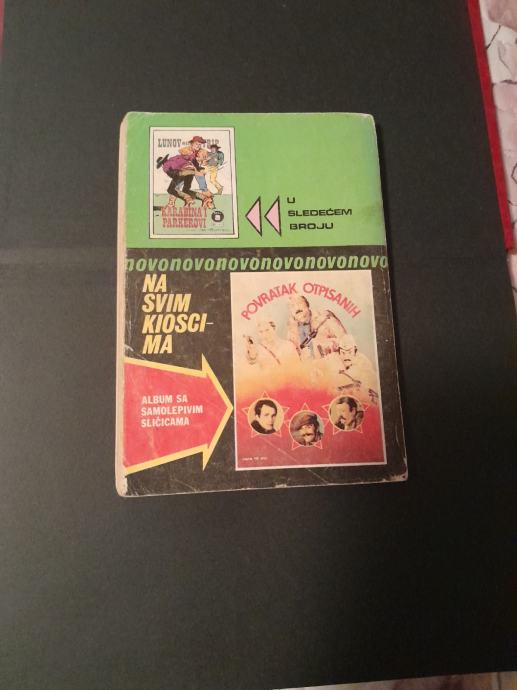 LUNOV
KARABINA I
PARKEROVI
U
SLEDEĆEM
BROJU
novonovonovonovonovonovo
NA
SVIM
KIOSCI-
MA
ALBUM SA
SAMOLEPIVIM
SLIČICAMA
POVRATAK OTPISANIH